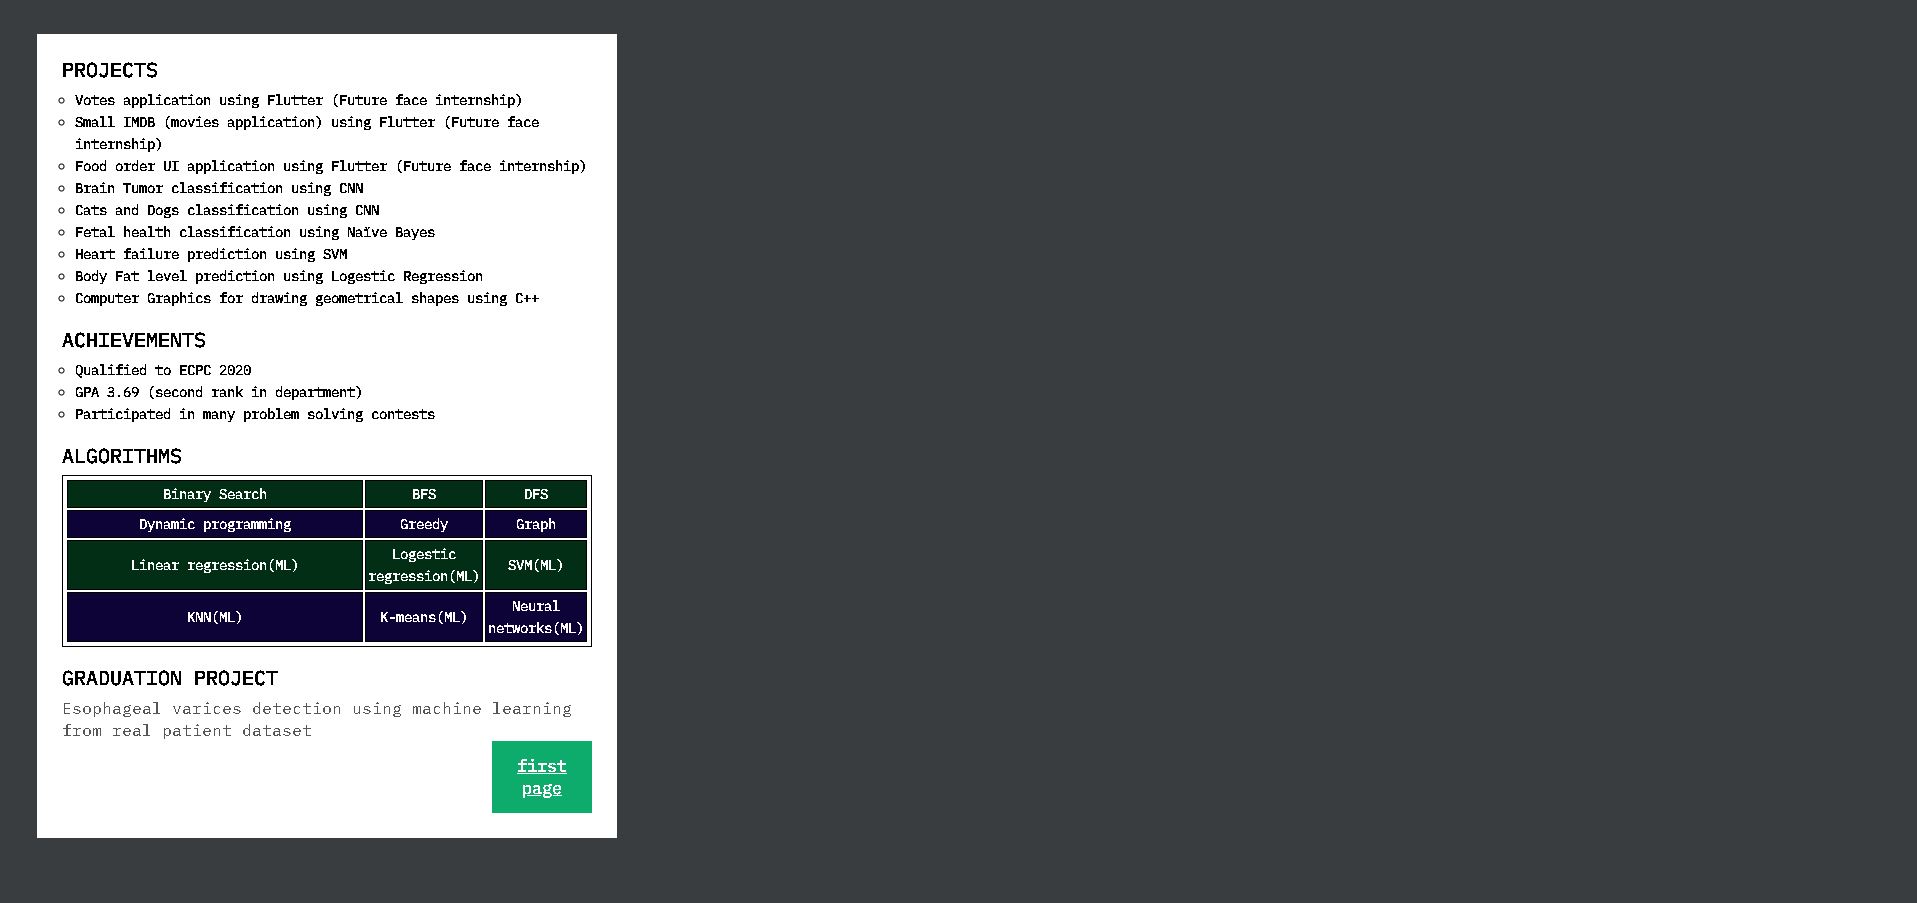 PROJECTS
Votes application using Flutter (Future face internship)
Small IMDB (movies application) using Flutter (Future face
internship)
Food order UI application using Flutter (Future face internship)
Brain Tumor classification using CNN
Cats and Dogs classification using CNN
Fetal health classification using Naïve Bayes
Heart failure prediction using SVM
Body Fat level prediction using Logestic Regression
Computer Graphics for drawing geometrical shapes using C++
ACHIEVEMENTS
Qualified to ECPC 2020
GPA 3.69 (second rank in department)
Participated in many problem solving contests
ALGORITHMS
Binary Search BFS DFS
Dynamic programming Greedy Graph
Linear regression(ML) Logestic regression(ML) SVM(ML)
KNN(ML) K-means(ML) Neural networks(ML)
GRADUATION PROJECT
Esophageal varices detection using machine learning
from real patient dataset
first
page